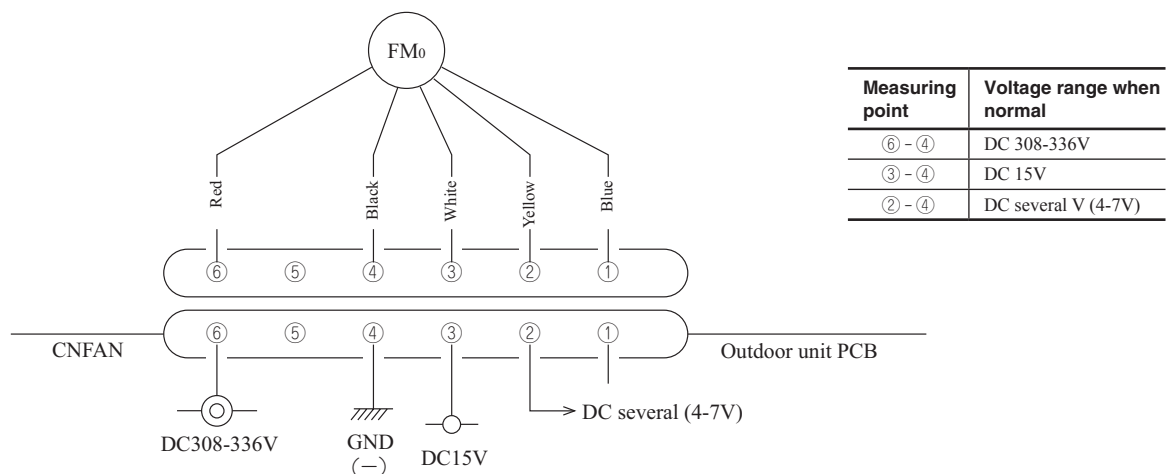 FM0
Red
Black
White
Yellow
Blue
⑥ ⑤ ④ ③ ② ①
⑥ ⑤ ④ ③ ② ①
CNFAN
Outdoor unit PCB
DC308-336V
GND
(－)
DC15V
DC several (4-7V)
Measuring point
Voltage range when normal
⑥ - ④ DC 308-336V
③ - ④ DC 15V
② - ④ DC several V (4-7V)